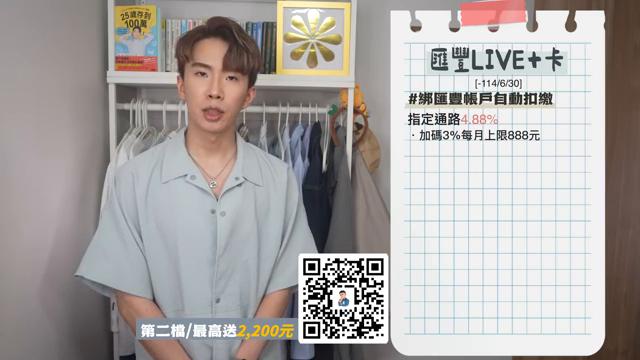 25歲存到
100萬
匯豐LIVE+卡
[-114/6/30]
#綁匯豐帳戶自動扣繳
指定通路4.88%
・加碼3%每月上限888元
第二檔/最高送2,200元